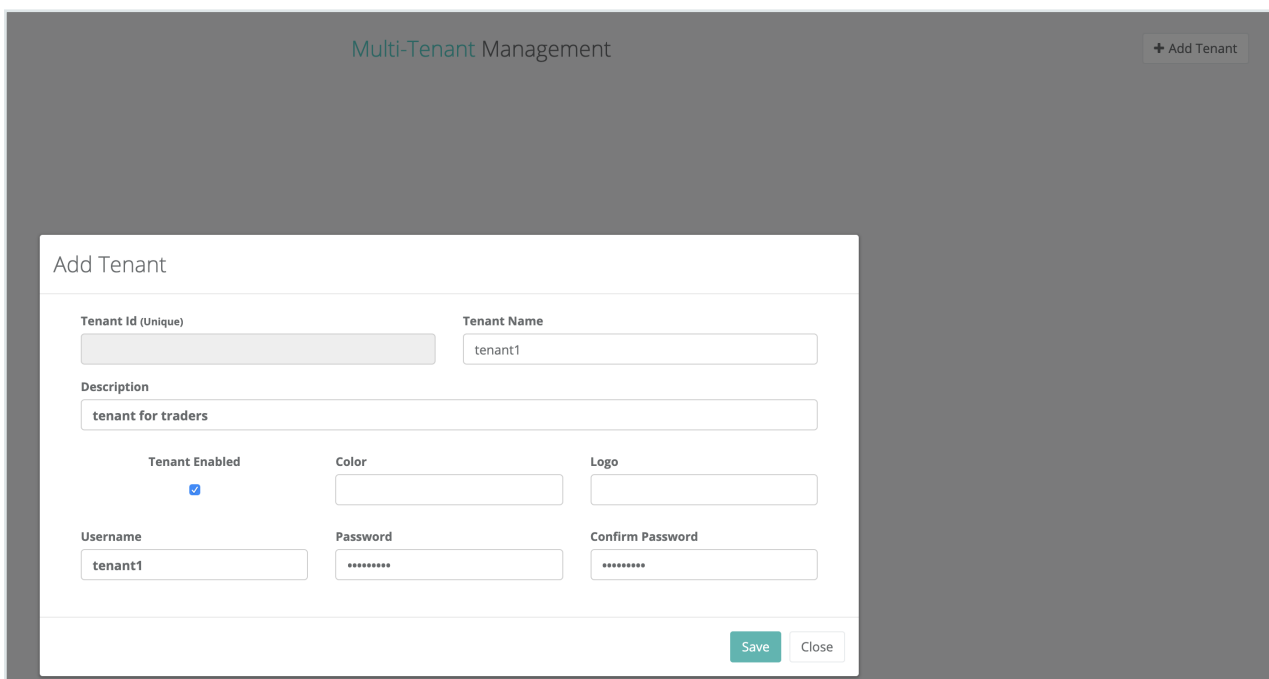 Multi-Tenant Management
+ Add Tenant
Add Tenant
Tenant Id (Unique)
Tenant Name
tenant1
Description
tenant for traders
Tenant Enabled
Color
Logo
Username
Password
Confirm Password
tenant1
•••••••••
•••••••••
Save
Close